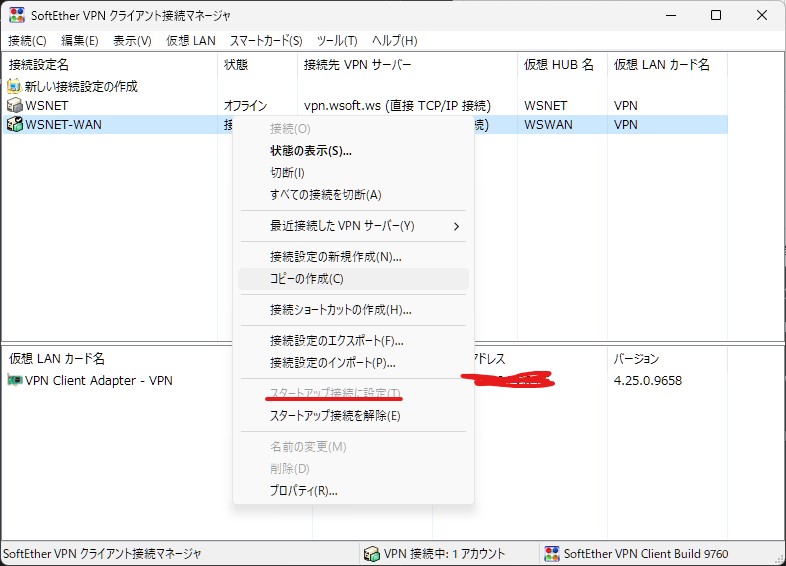 SoftEther VPN クライアント接続マネージャ
接続(C) 編集(E) 表示(V) 仮想 LAN スマートカード(S) ツール(T) ヘルプ(H)
接続設定名 状態 接続先 VPN サーバー 仮想 HUB 名 仮想 LAN カード名
新しい接続設定の作成
WSNET オフライン vpn.wsoft.ws (直接 TCP/IP 接続) WSNET VPN
WSNET-WAN 接 続) WSWAN VPN
接続(O)
状態の表示(S)...
切断(I)
すべての接続を切断(A)
最近接続した VPN サーバー(Y)
接続設定の新規作成(N)...
コピーの作成(C)
接続ショートカットの作成(H)...
接続設定のエクスポート(F)...
接続設定のインポート(P)...
スタートアップ接続に設定(T)
スタートアップ接続を解除(E)
名前の変更(M)
削除(D)
プロパティ(R)...
仮想 LAN カード名 ドレス バージョン
VPN Client Adapter - VPN 4.25.0.9658
SoftEther VPN クライアント接続マネージャ VPN 接続中: 1 アカウント SoftEther VPN Client Build 9760